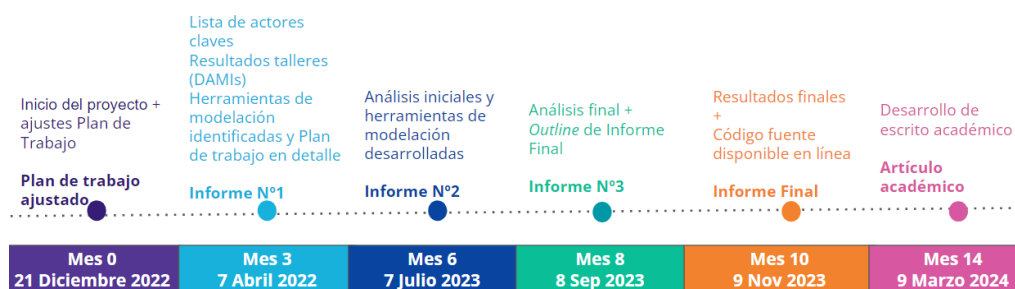 Inicio del proyecto +
ajustes Plan de
Trabajo
Plan de trabajo
ajustado
Lista de actores
claves
Resultados talleres
(DAMIs)
Herramientas de
modelación
identificadas y Plan
de trabajo en detalle
Informe Nº1
Análisis iniciales y
herramientas de
modelación
desarrolladas
Informe Nº2
Análisis final +
Outline de Informe
Final
Informe Nº3
Resultados finales
+
Código fuente
disponible en línea
Informe Final
Desarrollo de
escrito académico
Artículo
académico
Mes 0
21 Diciembre 2022
Mes 3
7 Abril 2022
Mes 6
7 Julio 2023
Mes 8
8 Sep 2023
Mes 10
9 Nov 2023
Mes 14
9 Marzo 2024